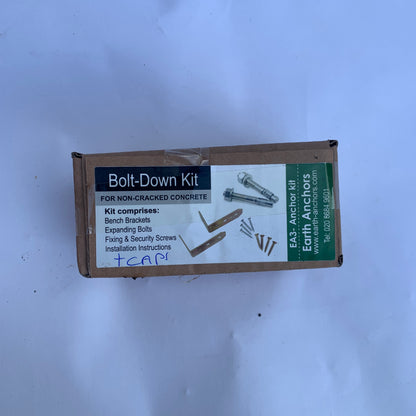 Bolt-Down Kit
FOR NON-CRACKED CONCRETE
Kit comprises:
Bench Brackets
Expanding Bolts
Fixing & Security Screws
Installation Instructions
+ CAPS
EA3- Anchor kit
Earth Anchors
www.earth-anchors.com
Tel: 020 8684 9601